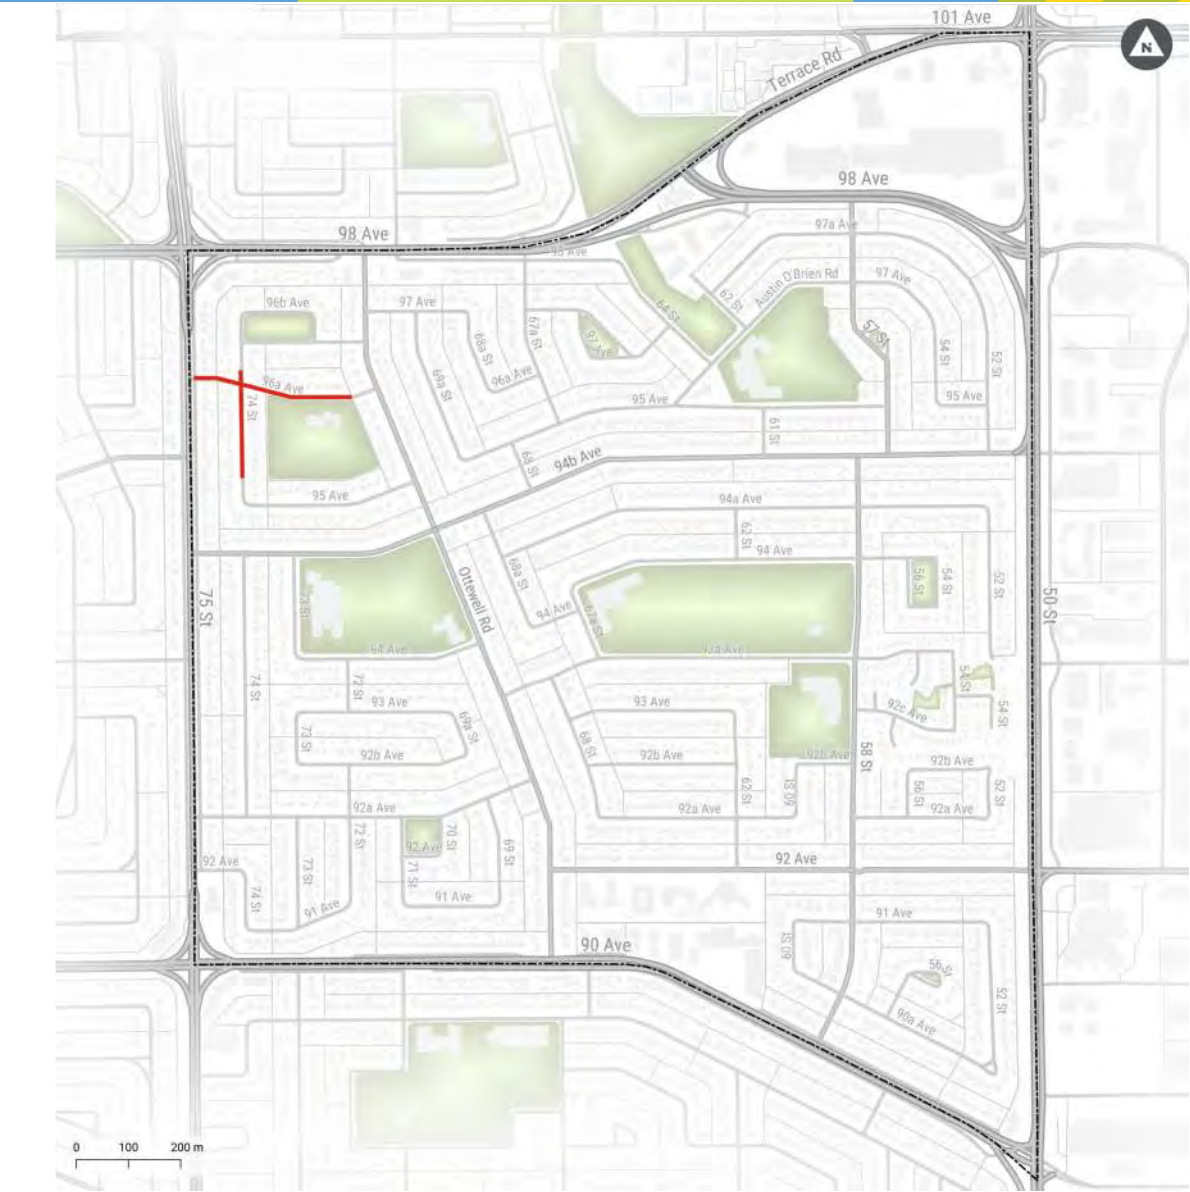 101 Ave
N
Terrace Rd
98 Ave
97a Ave
98 Ave
Austin O'Brien Rd
97 Ave
62 St
96b Ave
97 Ave
64 St
67a St
57 St
68a St
97 Ave
54 St
52 St
96a Ave
69a St
96a Ave
95 Ave
95 Ave
74 St
61 St
68 St
94b Ave
95 Ave
94a Ave
62 St
94 Ave
68a St
Ottewell Rd
56 St
54 St
52 St
75 St
73 St
94 Ave
67a St
50 St
94 Ave
92a Ave
74 St
72 St
54 St
93 Ave
93 Ave
92c Ave
54 St
69a St
73 St
68 St
92b Ave
92b Ave
92b Ave
58 St
92b Ave
62 St
60 St
56 St
52 St
92a Ave
92a Ave
92a Ave
72 St
70 St
69 St
92 Ave
92 Ave
92 Ave
73 St
71 St
74 St
91 Ave
91 Ave
91 Ave
90 Ave
60 St
56 St
52 St
90a Ave
0 100 200 m